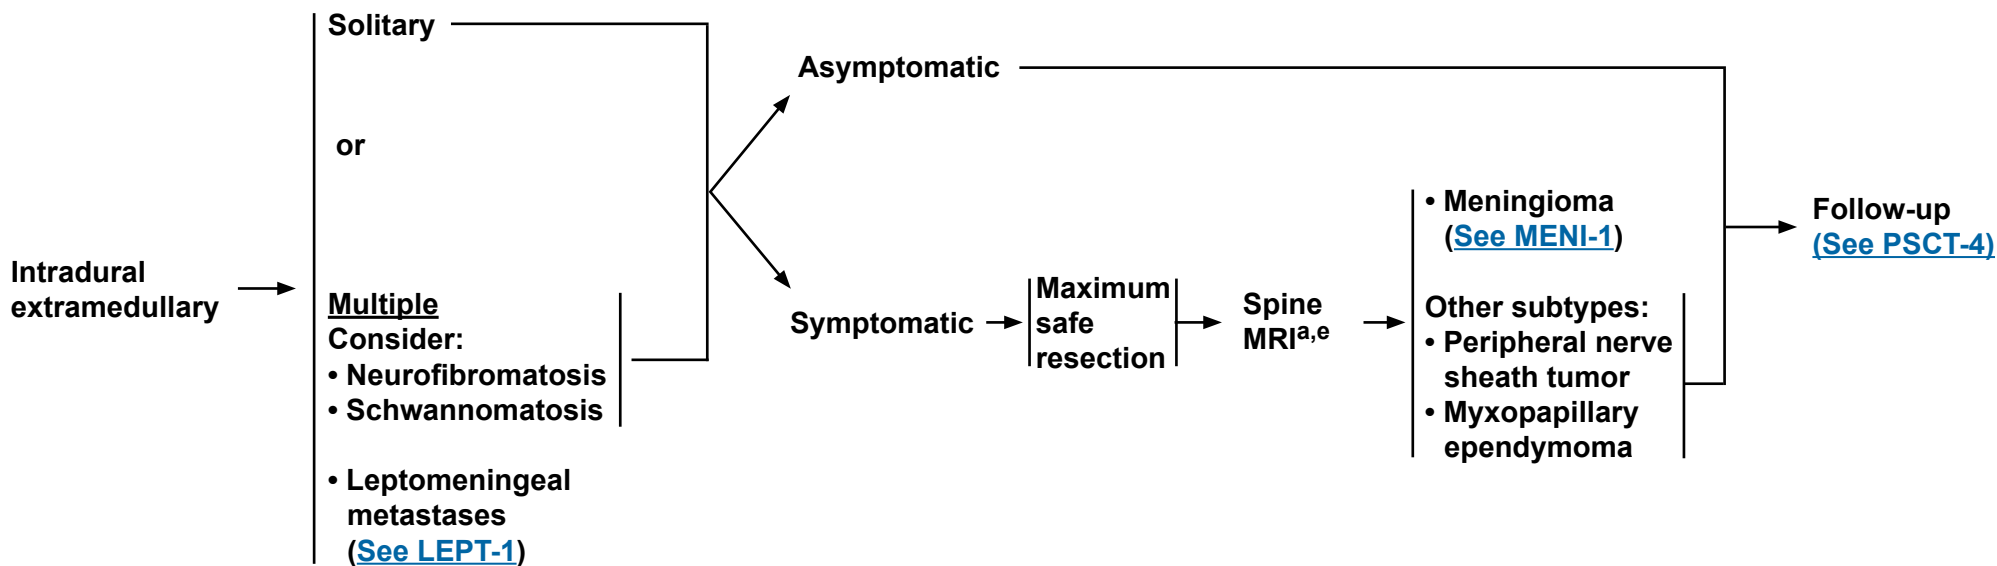 Intradural
extramedullary
Solitary
or
Multiple
Consider:
• Neurofibromatosis
• Schwannomatosis
• Leptomeningeal
metastases
(See LEPT-1)
Asymptomatic
Symptomatic
Maximum
safe
resection
Spine
MRIa,e
• Meningioma
(See MENI-1)
Other subtypes:
• Peripheral nerve
sheath tumor
• Myxopapillary
ependymoma
Follow-up
(See PSCT-4)